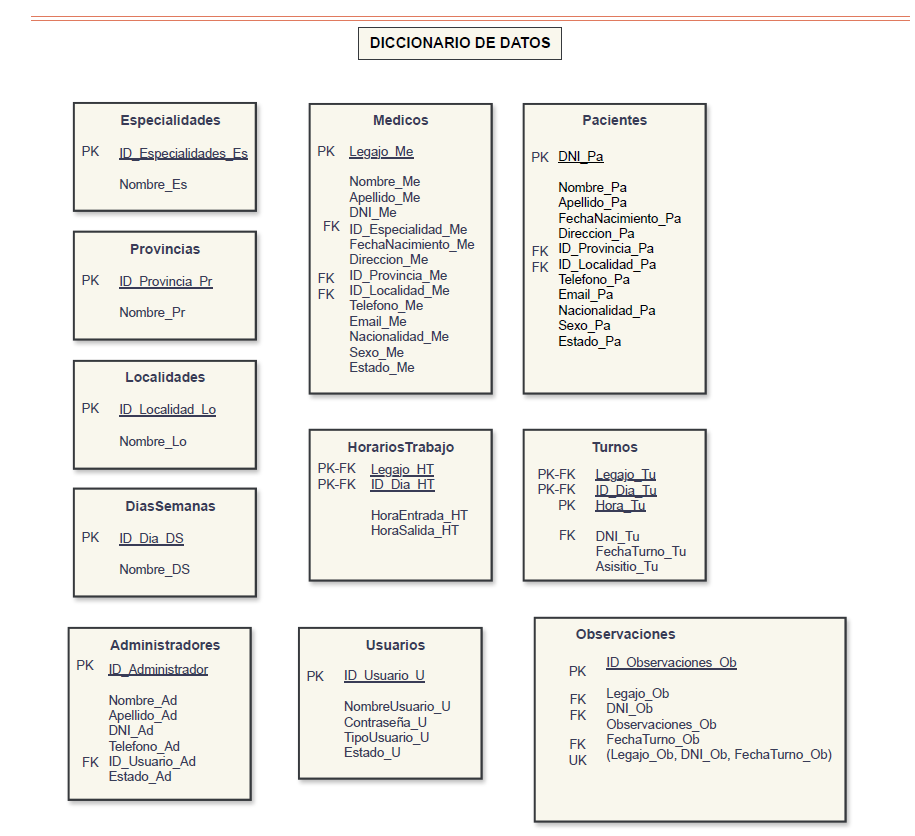 DICCIONARIO DE DATOS
Especialidades
PK ID_Especialidades_Es
Nombre_Es
Medicos
PK Legajo_Me
Nombre_Me
Apellido_Me
DNI_Me
FK ID_Especialidad_Me
FechaNacimiento_Me
Direccion_Me
FK ID_Provincia_Me
FK ID_Localidad_Me
Telefono_Me
Email_Me
Nacionalidad_Me
Sexo_Me
Estado_Me
Pacientes
PK DNI_Pa
Nombre_Pa
Apellido_Pa
FechaNacimiento_Pa
Direccion_Pa
FK ID_Provincia_Pa
FK ID_Localidad_Pa
Telefono_Pa
Email_Pa
Nacionalidad_Pa
Sexo_Pa
Estado_Pa
Provincias
PK ID_Provincia_Pr
Nombre_Pr
Localidades
PK ID_Localidad_Lo
Nombre_Lo
DiasSemanas
PK ID_Dia_DS
Nombre_DS
HorariosTrabajo
PK-FK Legajo_HT
PK-FK ID_Dia_HT
HoraEntrada_HT
HoraSalida_HT
Turnos
PK-FK Legajo_Tu
PK-FK ID_Dia_Tu
PK Hora_Tu
FK DNI_Tu
FechaTurno_Tu
Asisitio_Tu
Administradores
PK ID_Administrador
Nombre_Ad
Apellido_Ad
DNI_Ad
Telefono_Ad
FK ID_Usuario_Ad
Estado_Ad
Usuarios
PK ID_Usuario_U
NombreUsuario_U
Contraseña_U
TipoUsuario_U
Estado_U
Observaciones
PK ID_Observaciones_Ob
FK Legajo_Ob
FK DNI_Ob
Observaciones_Ob
FK FechaTurno_Ob
UK (Legajo_Ob, DNI_Ob, FechaTurno_Ob)